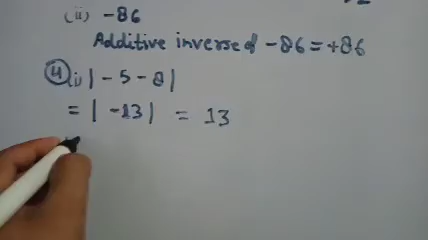 (ii) -86
Additive inverse of -86 = +86
4 (i) | - 5 - 8 |
= | -13 | = 13